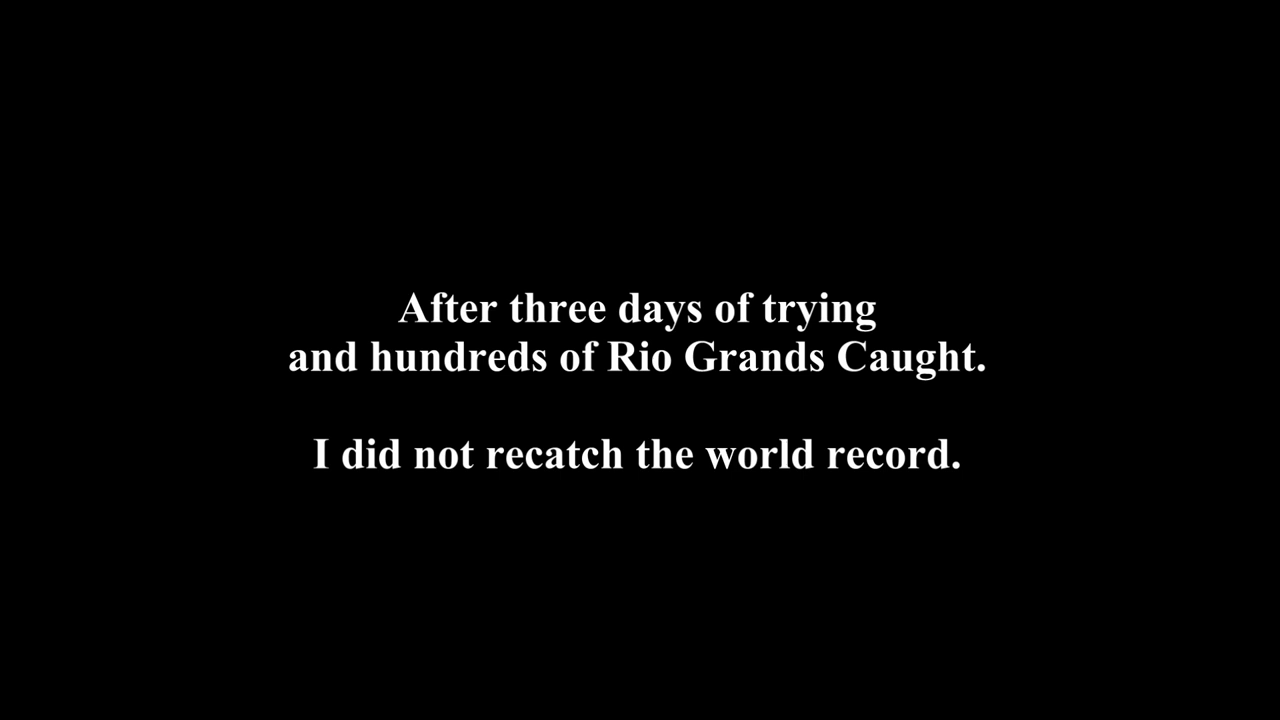 After three days of trying
and hundreds of Rio Grands Caught.
I did not recatch the world record.